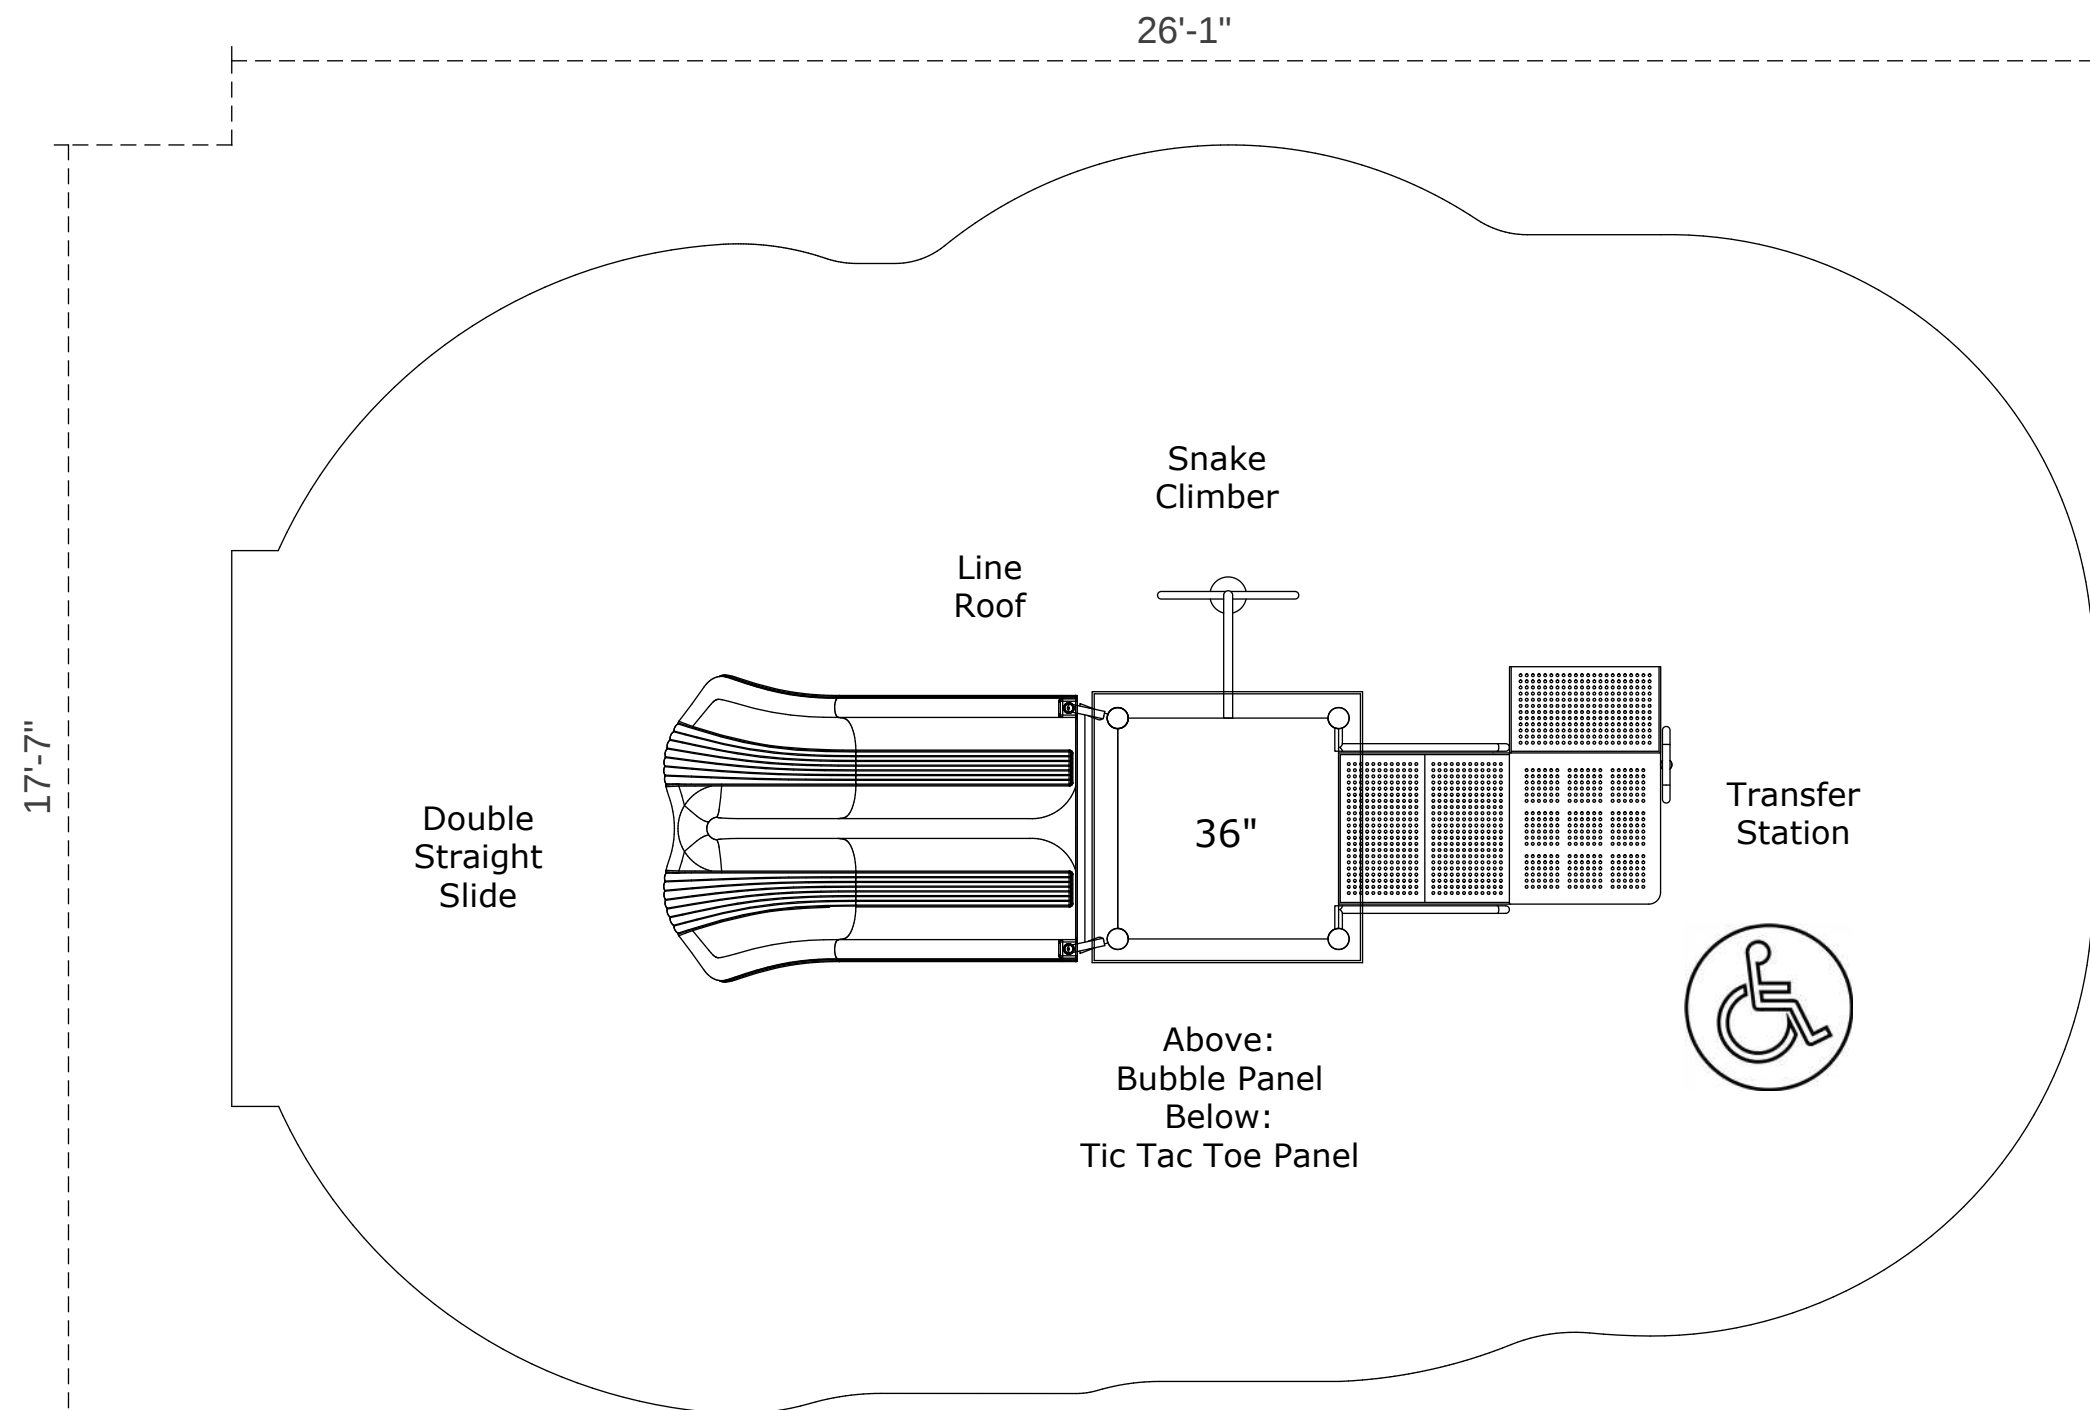 26'-1"
Snake
Climber
Line
Roof
17'-7"
Double
Straight
Slide
36"
Transfer
Station
Above:
Bubble Panel
Below:
Tic Tac Toe Panel